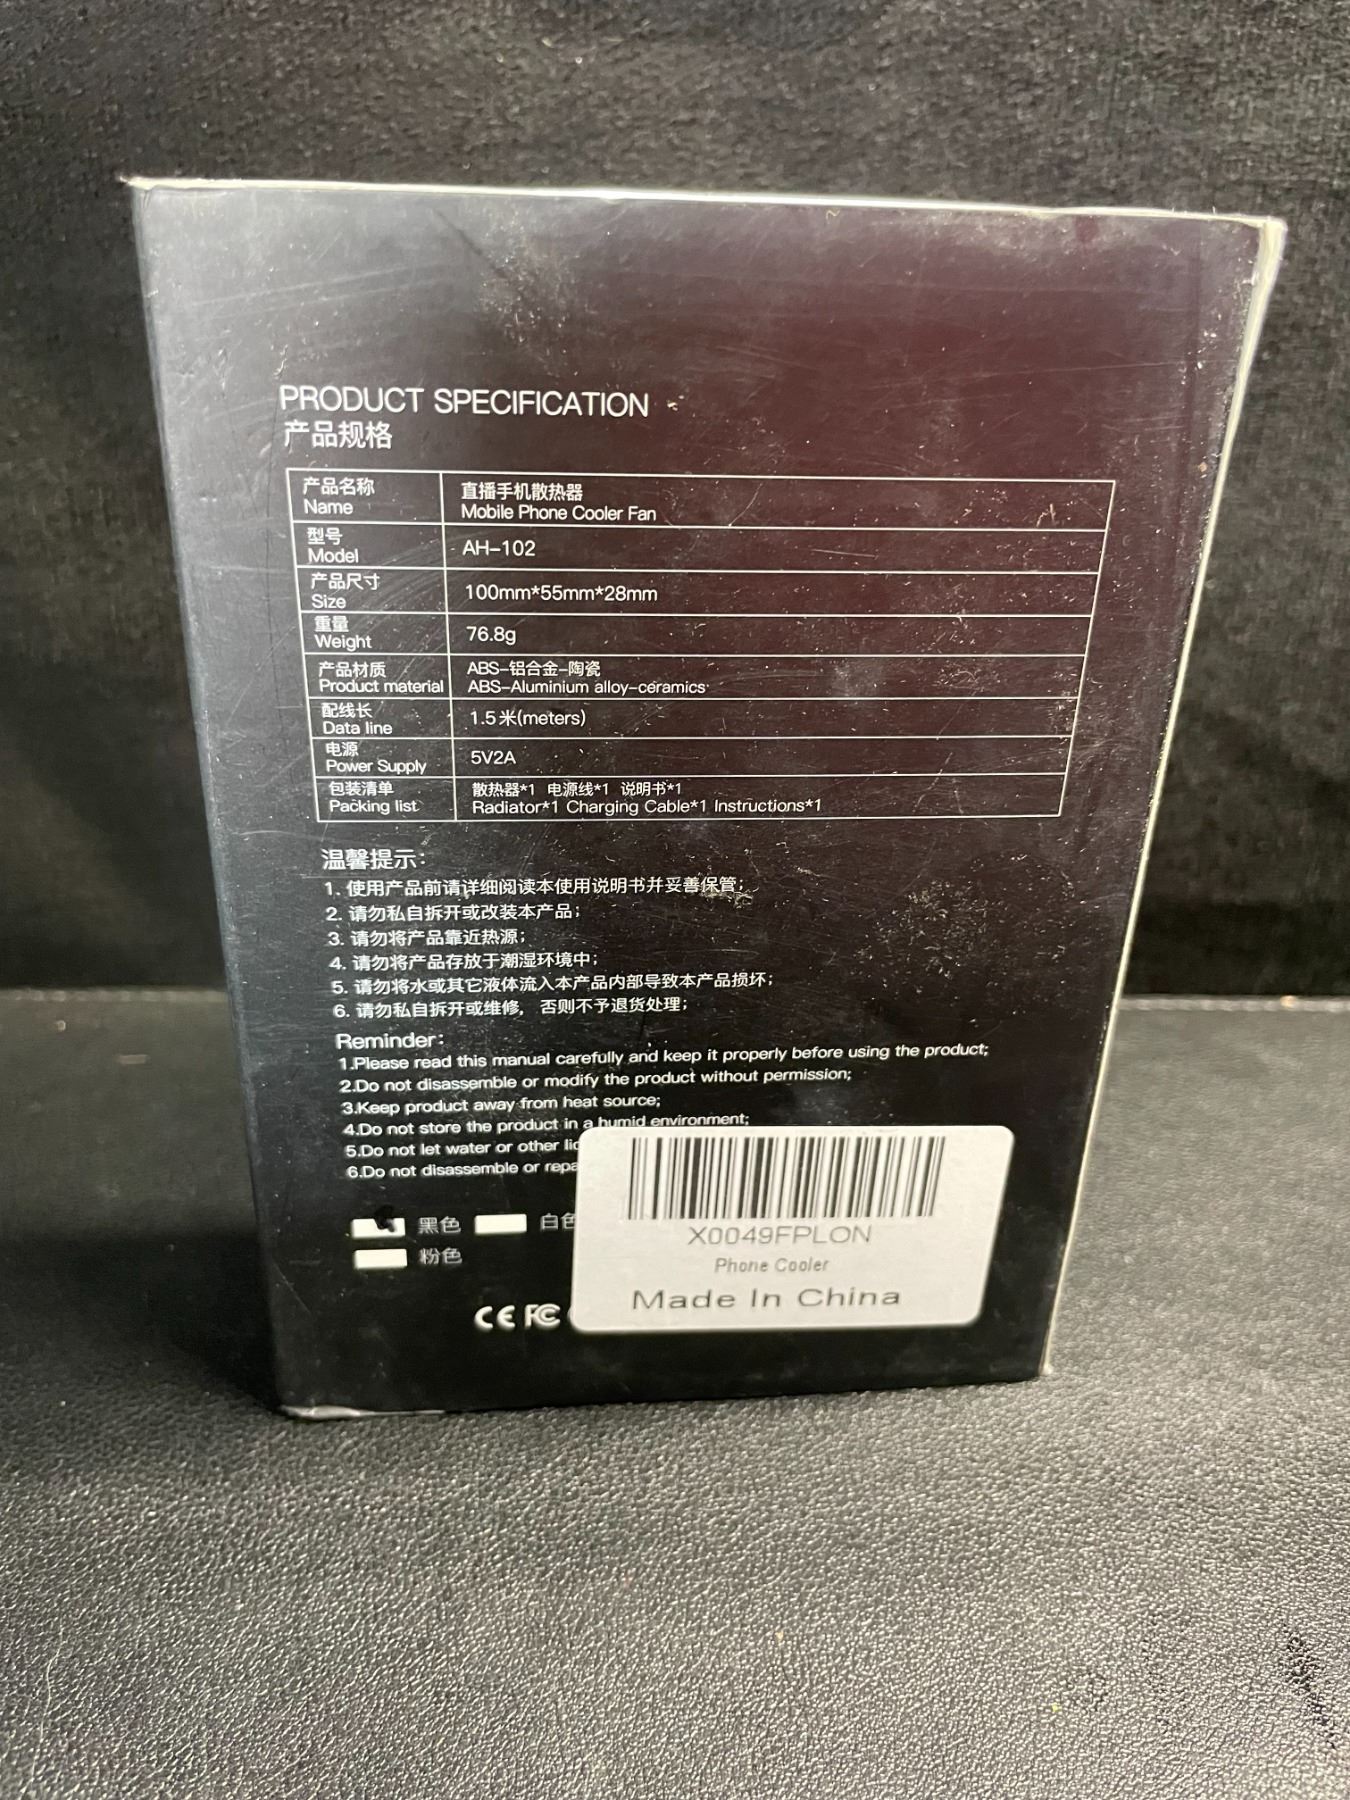 PRODUCT SPECIFICATION
产品规格
产品名称
Name
直播手机散热器
Mobile Phone Cooler Fan
型号
Model
AH-102
产品尺寸
Size
100mm*55mm*28mm
重量
Weight
76.8g
产品材质
Product material
ABS-铝合金-陶瓷
ABS-Aluminium alloy-ceramics
配线长
Data line
1.5米(meters)
电源
Power Supply
5V2A
包装清单
Packing list
散热器*1 电源线*1 说明书*1
Radiator*1 Charging Cable*1 Instructions*1
温馨提示:
1. 使用产品前请详细阅读本使用说明书并妥善保管;
2. 请勿私自拆开或改装本产品;
3. 请勿将产品靠近热源;
4. 请勿将产品存放于潮湿环境中;
5. 请勿将水或其它液体流入本产品内部导致本产品损坏;
6. 请勿私自拆开或维修, 否则不予退货处理;
Reminder:
1.Please read this manual carefully and keep it properly before using the product;
2.Do not disassemble or modify the product without permission;
3.Keep product away from heat source;
4.Do not store the product in a humid environment;
5.Do not let water or other
6.Do not disassemble or
黑色 白色
粉色
CE FC
X0049FPLON
Phone Cooler
Made In China